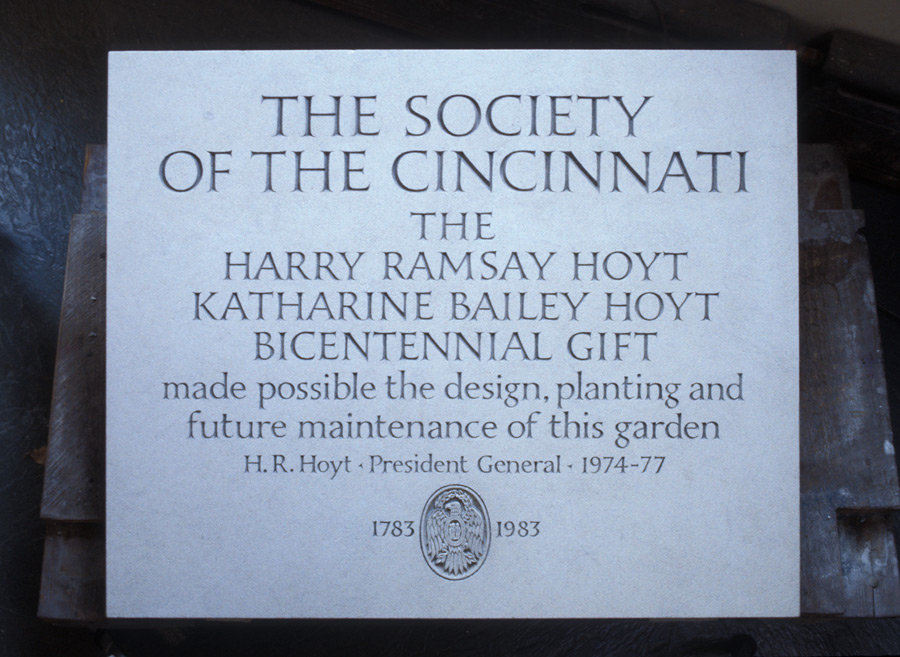 THE SOCIETY
OF THE CINCINNATI
THE
HARRY RAMSAY HOYT
KATHARINE BAILEY HOYT
BICENTENNIAL GIFT
made possible the design, planting and
future maintenance of this garden
H. R. Hoyt · President General · 1974-77
1783 1983